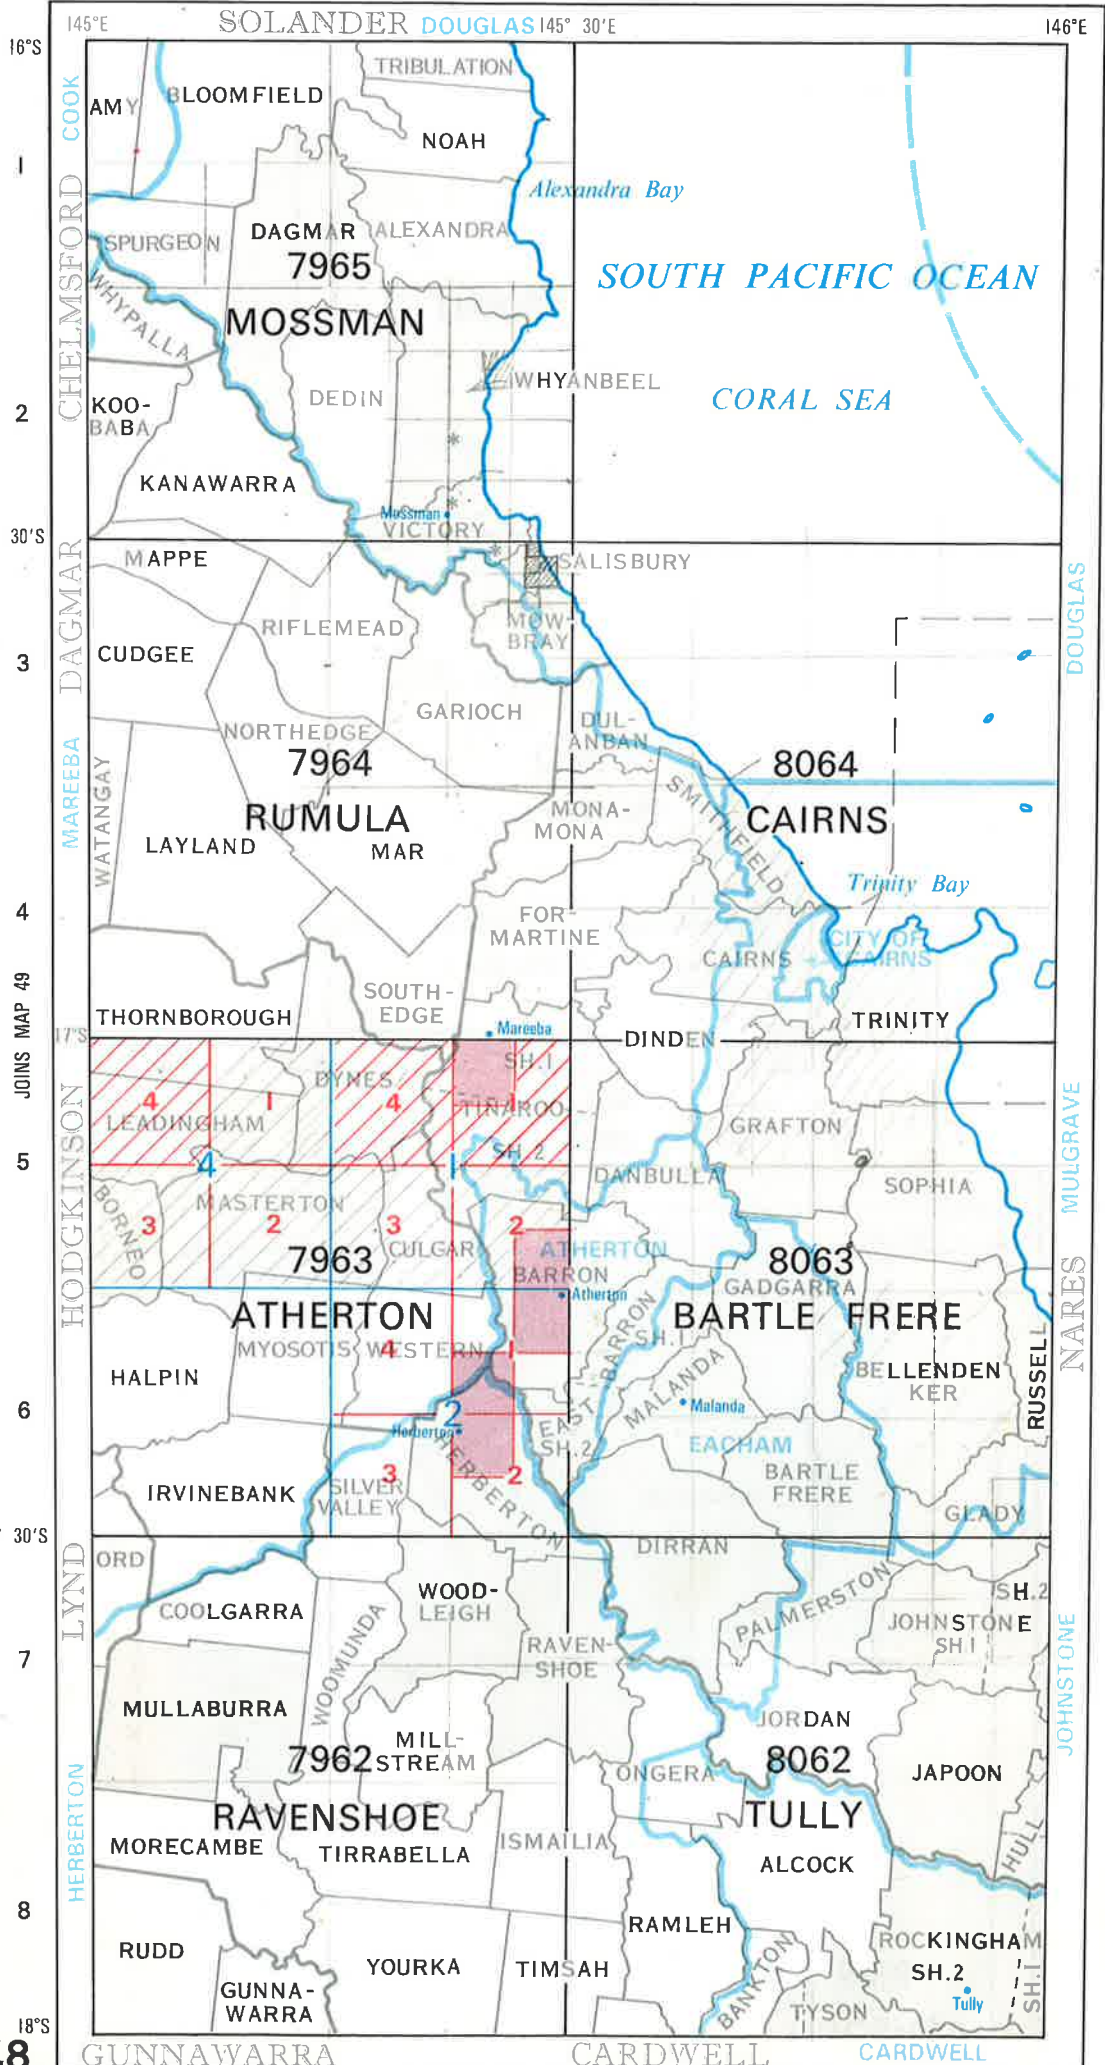 145°E
SOLANDER
DOUGLAS
145° 30'E
146°E
16°S
COOK
AMY
BLOOMFIELD
TRIBULATION
NOAH
1
Alexandra Bay
CHELMSFORD
SPURGEON
DAGMAR
ALEXANDRA
7965
SOUTH PACIFIC OCEAN
WHYPALLA
MOSSMAN
WHYANBEEL
DEDIN
CORAL SEA
2
KOO-
BABA
KANAWARRA
Mossman
VICTORY
30'S
MAPPE
SALISBURY
DAGMAR
DOUGLAS
RIFLEMEAD
MOW-
BRAY
3
CUDGEE
GARIOCH
DUL-
ANBAN
NORTHEDGE
7964
8064
MAREEBA
WATANGAY
SMITHFIELD
RUMULA
MONA-
MONA
CAIRNS
LAYLAND
MAR
Trinity Bay
4
FOR-
MARTINE
CITY OF
CAIRNS
CAIRNS
JOINS MAP 49
SOUTH-
EDGE
THORNBOROUGH
TRINITY
Mareeba
17°S
DINDEN
SH.1
DYNES
4
1
4
1
TINAROO
LEADINGHAM
GRAFTON
HODGKINSON
MULGRAVE
SH.2
5
4
1
DANBULLA
SOPHIA
BORNEO
MASTERTON
3
2
3
2
7963
CULGAR
ATHERTON
8063
BARRON
GADGARRA
Atherton
ATHERTON
BARTLE FRERE
NARES
MYOSOTIS
WESTERN
4
1
EAST BARRON
SH.1
HALPIN
MALANDA
BELLENDEN
KER
RUSSELL
6
2
Malanda
Herberton
SH.2
EACHAM
HERBERTON
3
2
BARTLE
FRERE
IRVINEBANK
SILVER
VALLEY
GLADY
30'S
ORD
DIRRAN
LYND
WOOD-
LEIGH
SH.2
COOLGARRA
PALMERSTON
JOHNSTONE
SH.1
WOOMUNDA
RAVEN-
SHOE
JOHNSTONE
7
MULLABURRA
JORDAN
MILL-
STREAM
7962
8062
ONGERA
JAPOON
HERBERTON
RAVENSHOE
TULLY
MORECAMBE
TIRRABELLA
ISMAILIA
ALCOCK
HULL
8
RAMLEH
ROCKINGHAM
RUDD
YOURKA
TIMSAH
SH.2
BANKTON
GUNNA-
WARRA
Tully
SH.1
TYSON
18°S
GUNNAWARRA
CARDWELL
CARDWELL